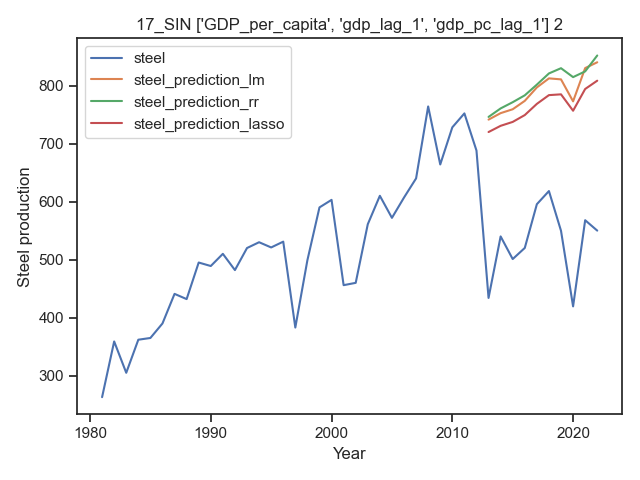 17_SIN ['GDP_per_capita', 'gdp_lag_1', 'gdp_pc_lag_1'] 2
steel
steel_prediction_lm
steel_prediction_rr
steel_prediction_lasso
800
700
600
500
400
300
Steel production
1980
1990
2000
2010
2020
Year